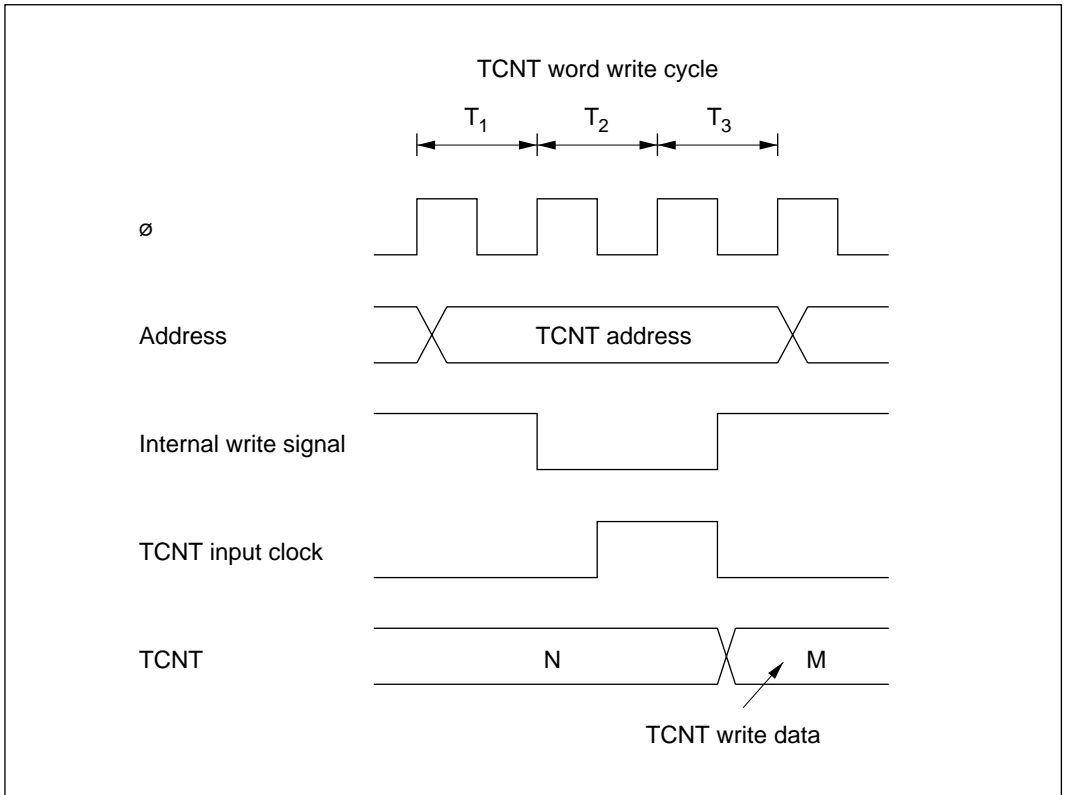 TCNT word write cycle
T1 T2 T3
ø
Address TCNT address
Internal write signal
TCNT input clock
TCNT N M
TCNT write data